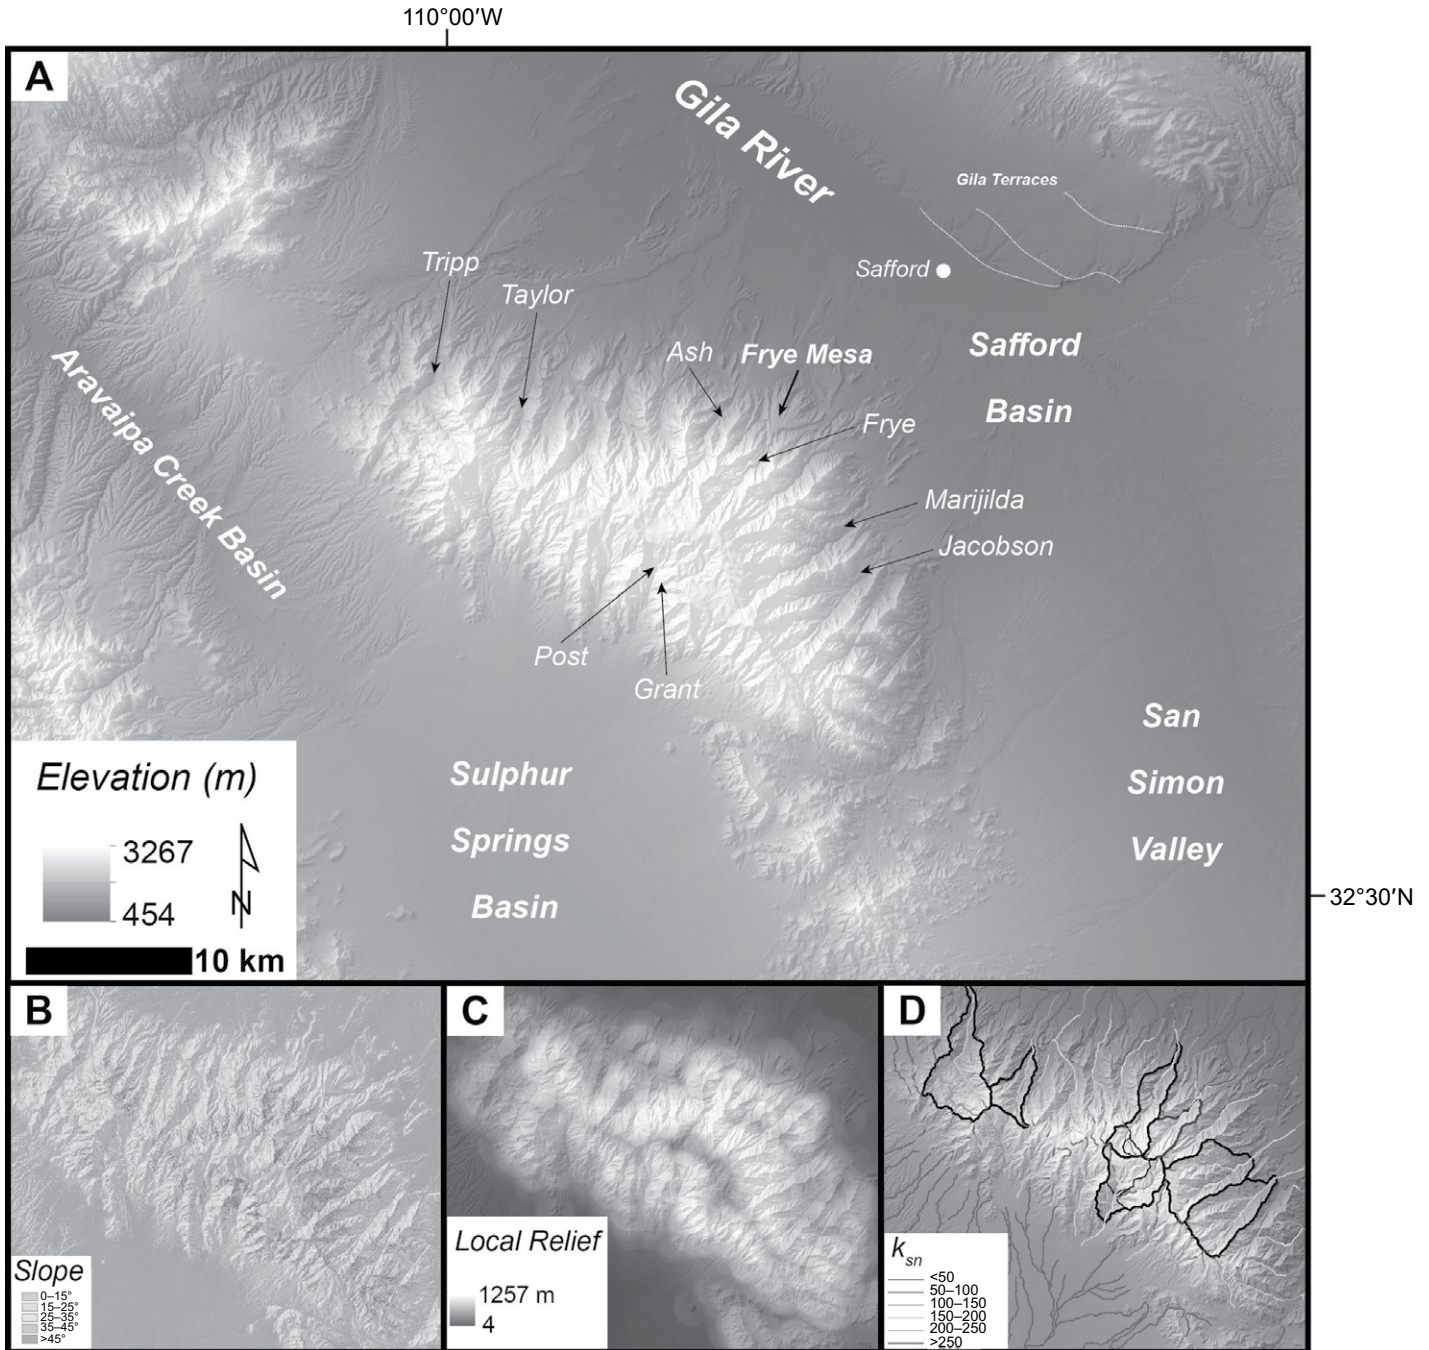 110°00′W
A
Gila River
Gila Terraces
Safford
Tripp
Taylor
Ash
Frye Mesa
Safford
Basin
Frye
Aravaipa Creek Basin
Marijilda
Jacobson
Post
Grant
San
Simon
Valley
Sulphur
Springs
Basin
Elevation (m)
3267
454
N
10 km
32°30′N
B
Slope
0–15°
15–25°
25–35°
35–45°
>45°
C
Local Relief
1257 m
4
D
ksn
<50
50–100
100–150
150–200
200–250
>250